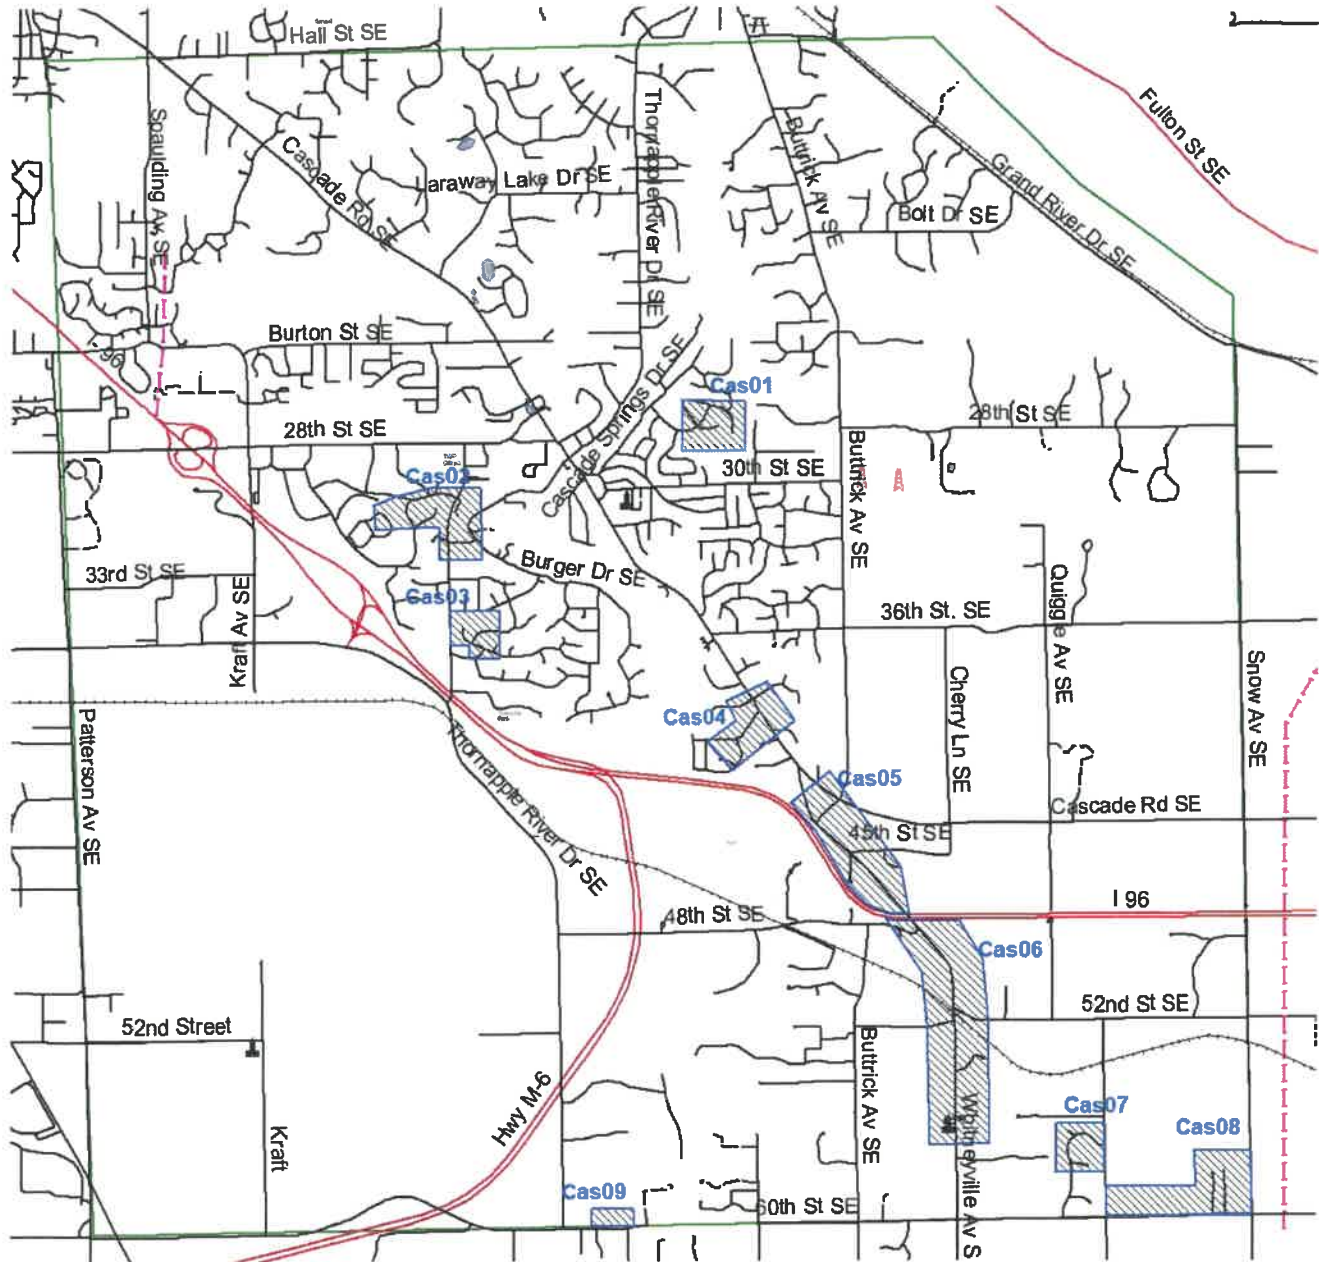 Hall St SE
Fulton St SE
Spaulding Av SE
Cascade Rd SE
Thornapple River Dr SE
Buttrick Av SE
Grand River Dr SE
araway Lake Dr SE
Bolt Dr SE
Burton St SE
I-96
Cascade Springs Dr SE
Cas01
28th St SE
28th St SE
30th St SE
Buttrick Av SE
Cas02
33rd St SE
Burger Dr SE
Kraft Av SE
Cas03
36th St. SE
Quiggle Av SE
Cherry Ln SE
Snow Av SE
Patterson Av SE
Cas04
Thornapple River Dr SE
Cas05
Cascade Rd SE
45th St SE
I 96
48th St SE
Cas06
52nd St SE
52nd Street
Buttrick Av SE
Hwy M-6
Kraft
Whitneyville Av S
Cas07
Cas08
Cas09
60th St SE